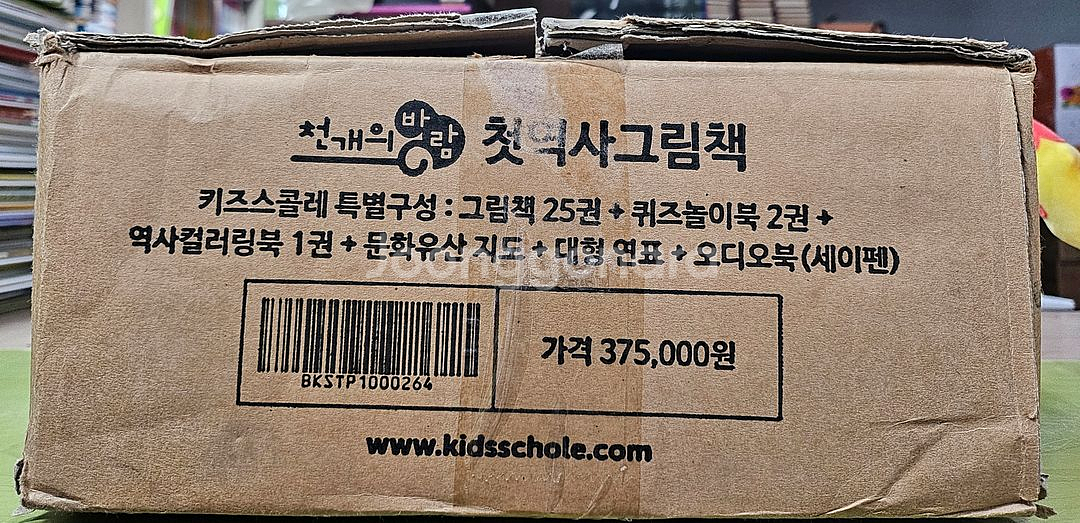 천개의바람 첫역사그림책
키즈스콜레 특별구성 : 그림책 25권 + 퀴즈놀이북 2권 +
역사컬러링북 1권 + 문화유산 지도 + 대형 연표 + 오디오북(세이펜)
BKSTP1000264
가격 375,000원
www.kidsschole.com